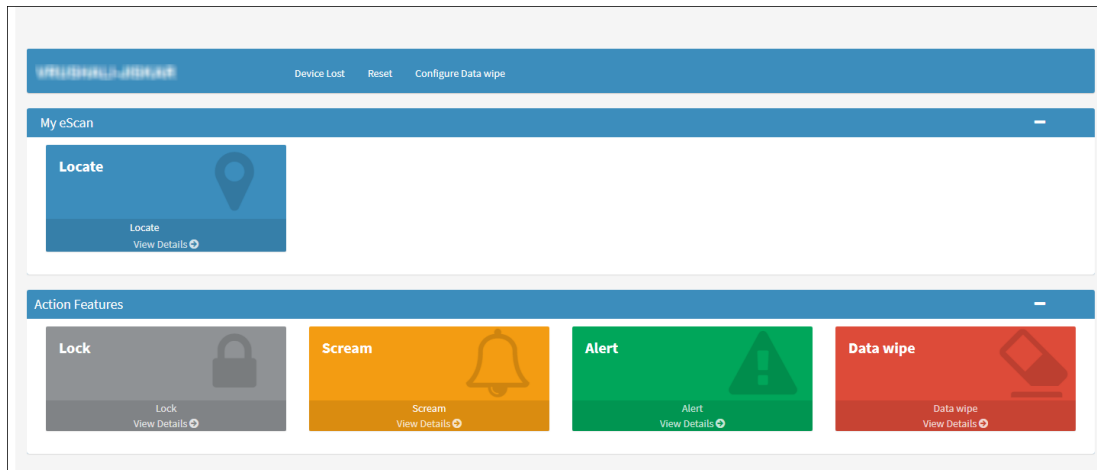 Device Lost Reset Configure Data wipe
My eScan
Locate
Locate
View Details
Action Features
Lock
Lock
View Details
Scream
Scream
View Details
Alert
Alert
View Details
Data wipe
Data wipe
View Details